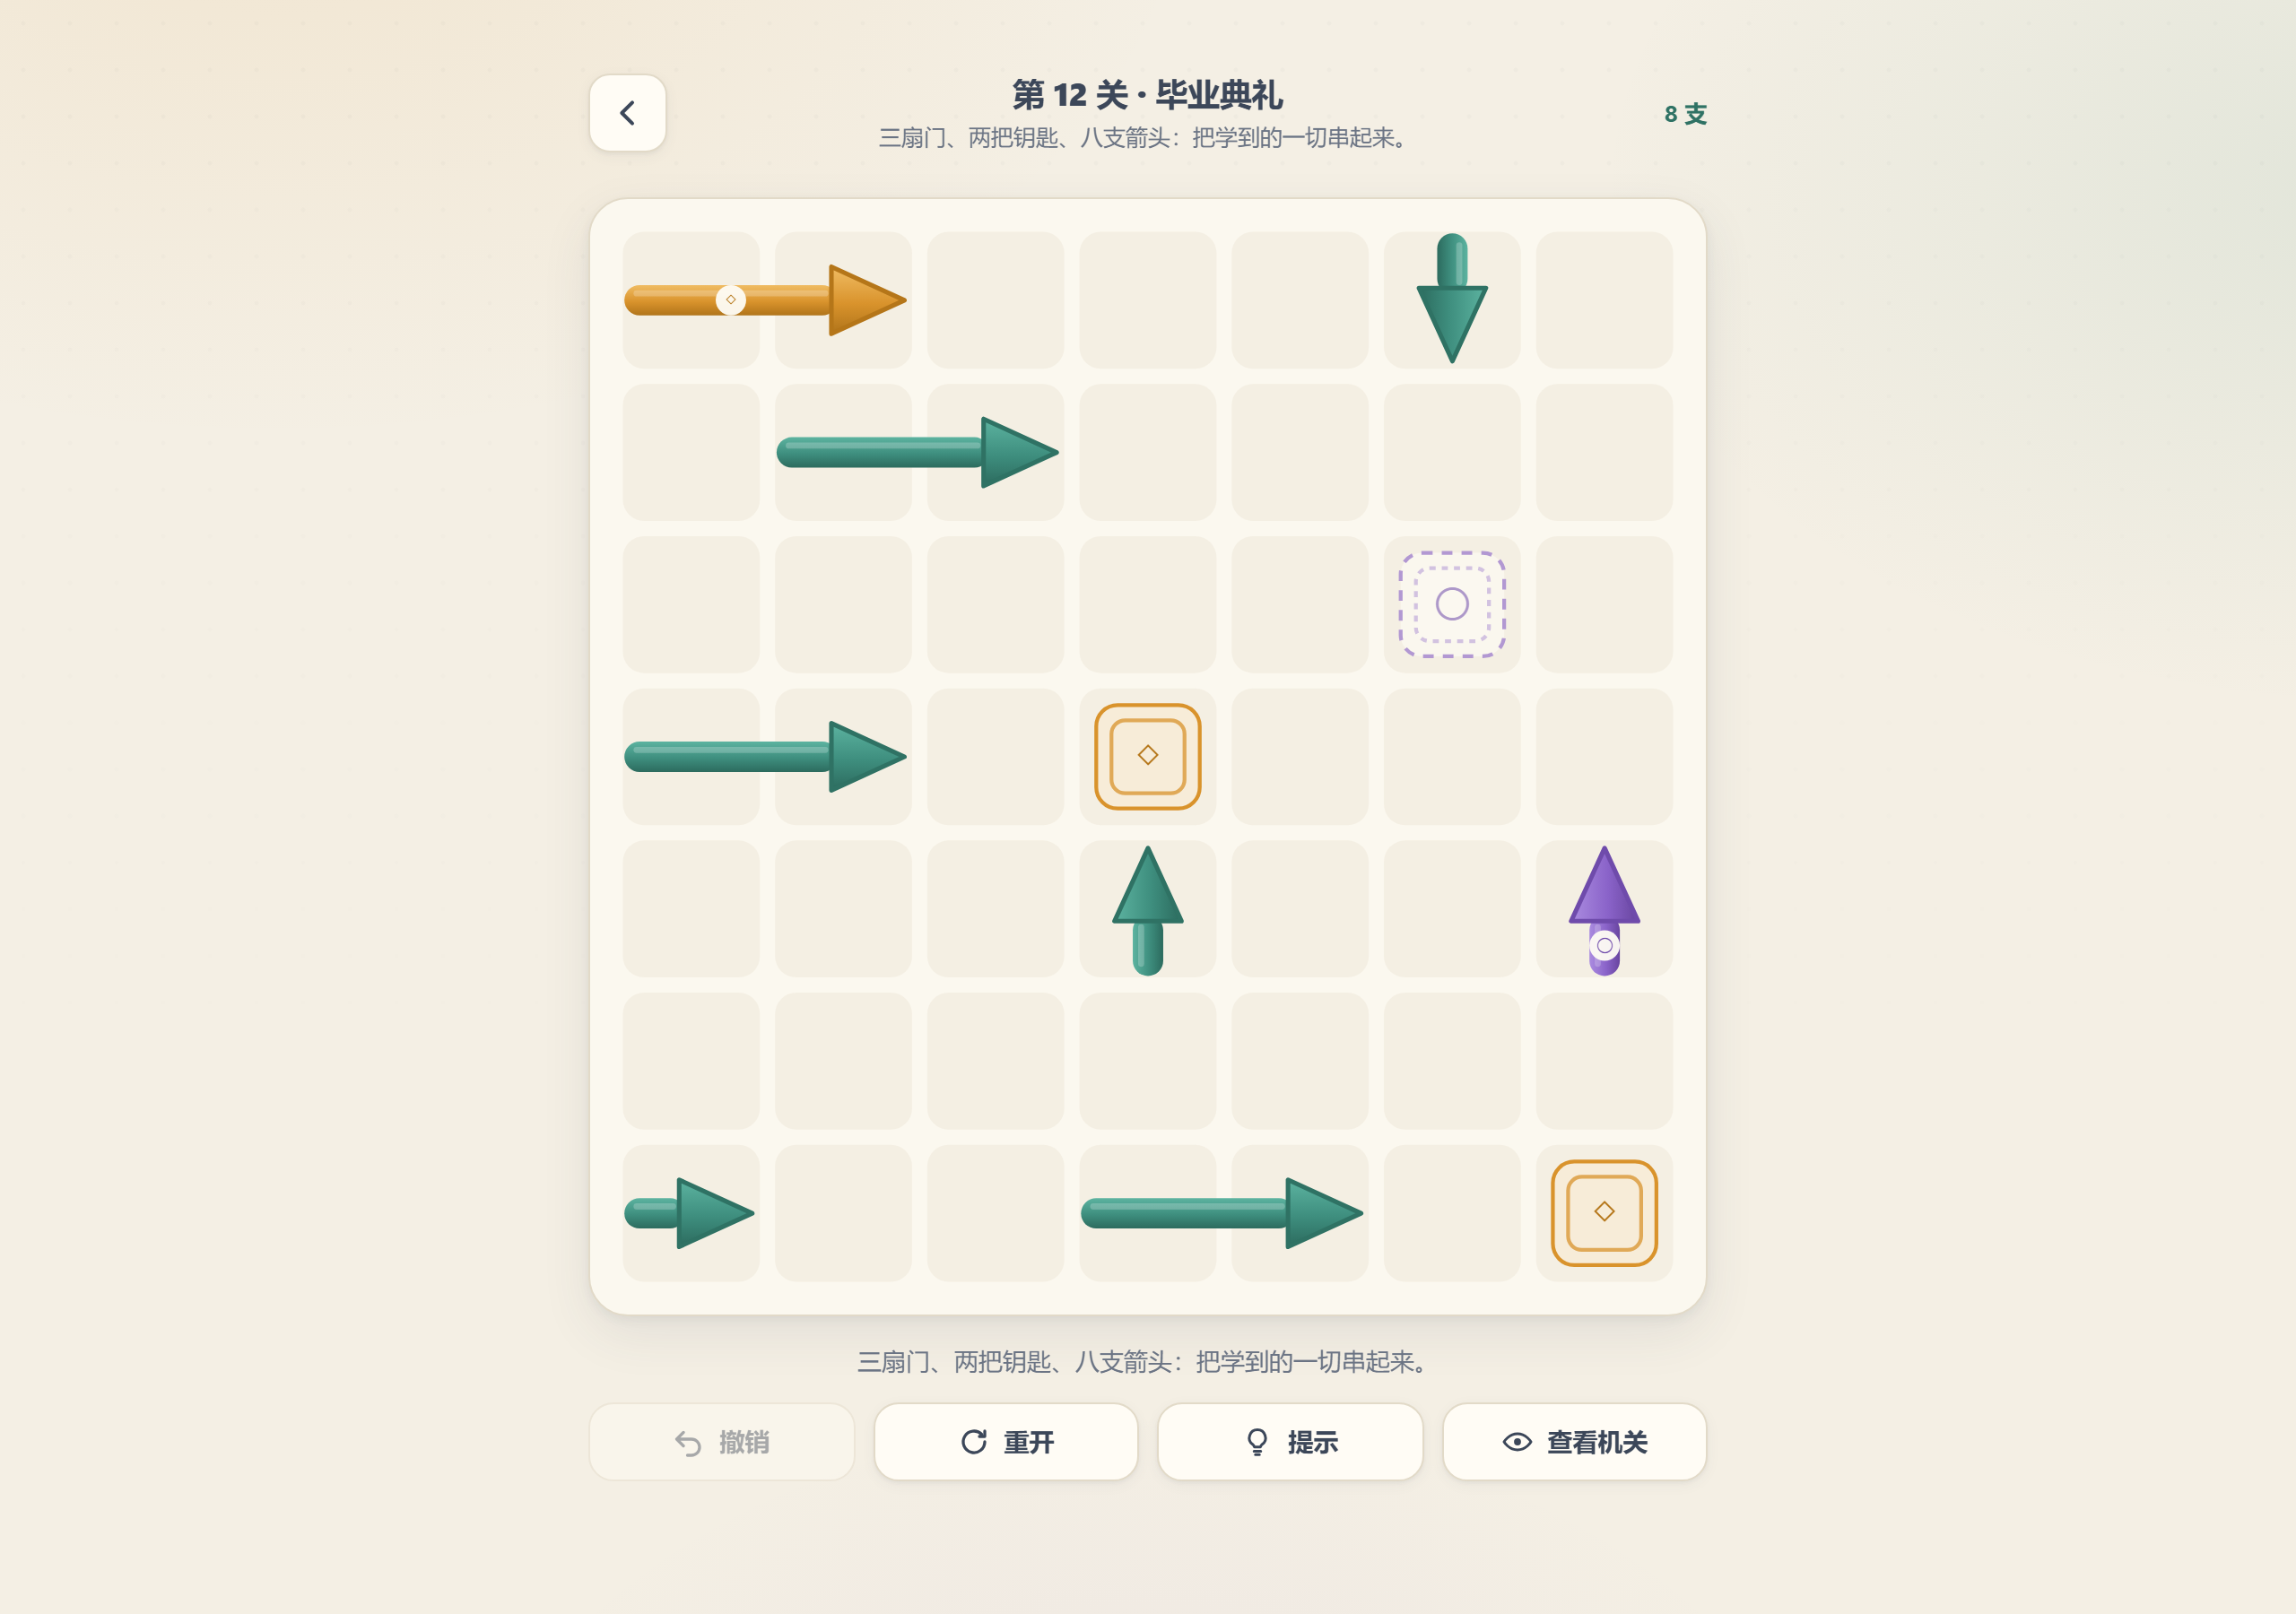 第 12 关 · 毕业典礼
三扇门、两把钥匙、八支箭头：把学到的一切串起来。
8 支
三扇门、两把钥匙、八支箭头：把学到的一切串起来。
撤销
重开
提示
查看机关